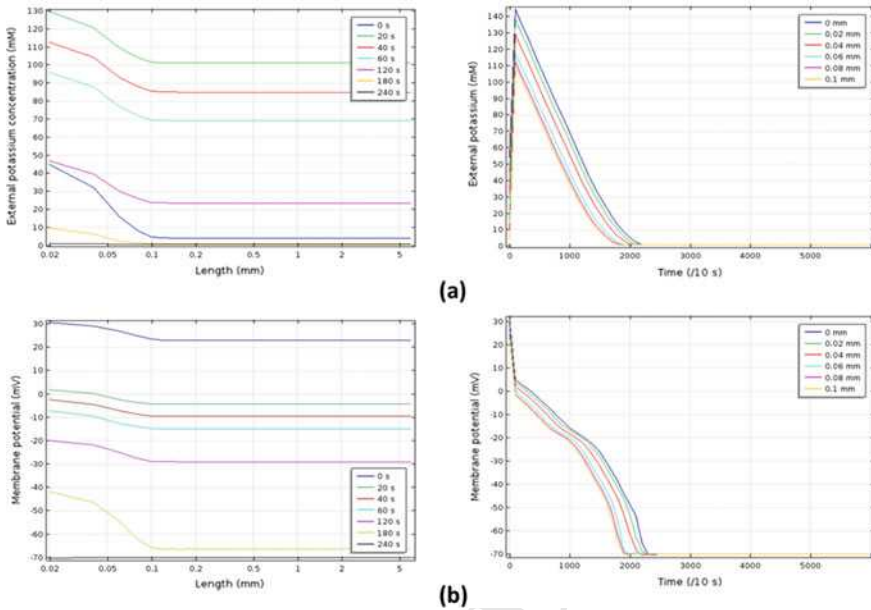 External potassium concentration (mM)
130
120
110
100
90
80
70
60
50
40
30
20
10
0
0 s
20 s
40 s
60 s
120 s
180 s
240 s
0.02
0.05
0.1
0.2
0.5
1
2
5
Length (mm)
External potassium (/mM)
140
130
120
110
100
90
80
70
60
50
40
30
20
10
0
0 mm
0.02 mm
0.04 mm
0.06 mm
0.08 mm
0.1 mm
0
1000
2000
3000
4000
5000
Time (/10 s)
(a)
Membrane potential (mV)
30
20
10
0
-10
-20
-30
-40
-50
-60
-70
0 s
20 s
40 s
60 s
120 s
180 s
240 s
0.02
0.05
0.1
0.2
0.5
1
2
5
Length (mm)
Membrane potential (mV)
30
20
10
0
-10
-20
-30
-40
-50
-60
-70
0 mm
0.02 mm
0.04 mm
0.06 mm
0.08 mm
0.1 mm
0
1000
2000
3000
4000
5000
Time (/10 s)
(b)